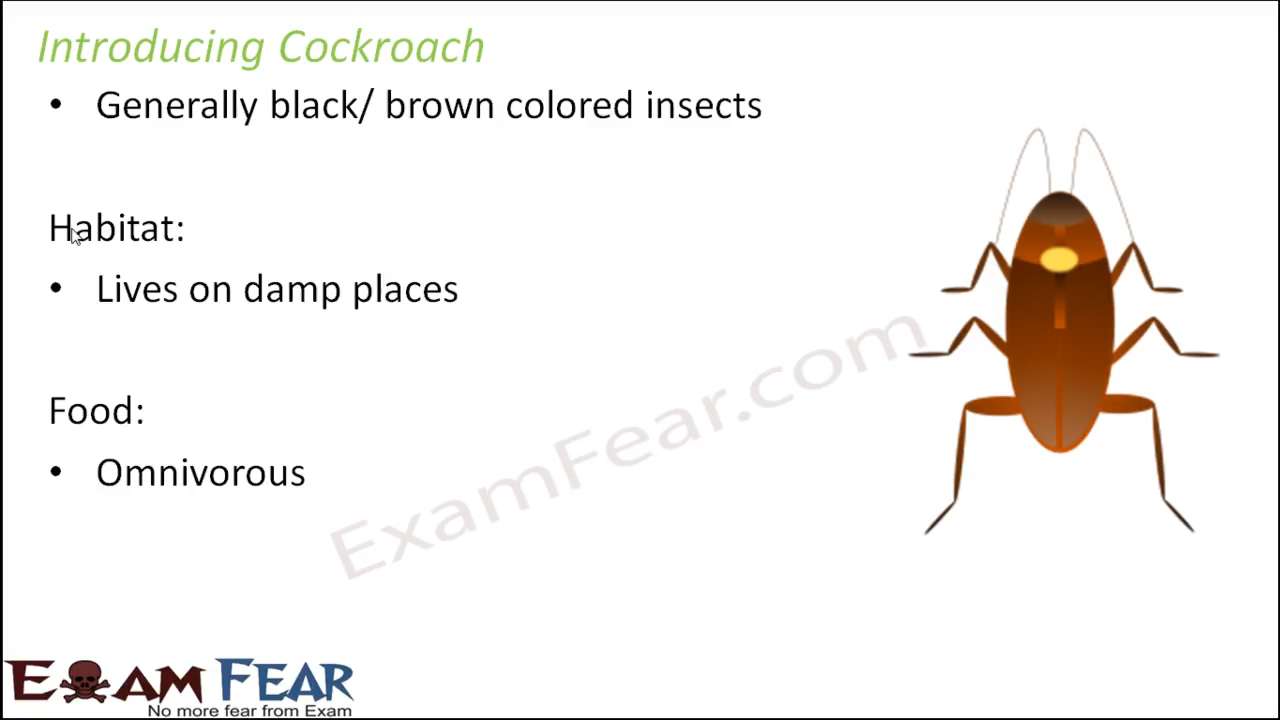 Introducing Cockroach
• Generally black/ brown colored insects
Habitat:
• Lives on damp places
Food:
• Omnivorous
ExamFear.com
EXAM FEAR
No more fear from Exam